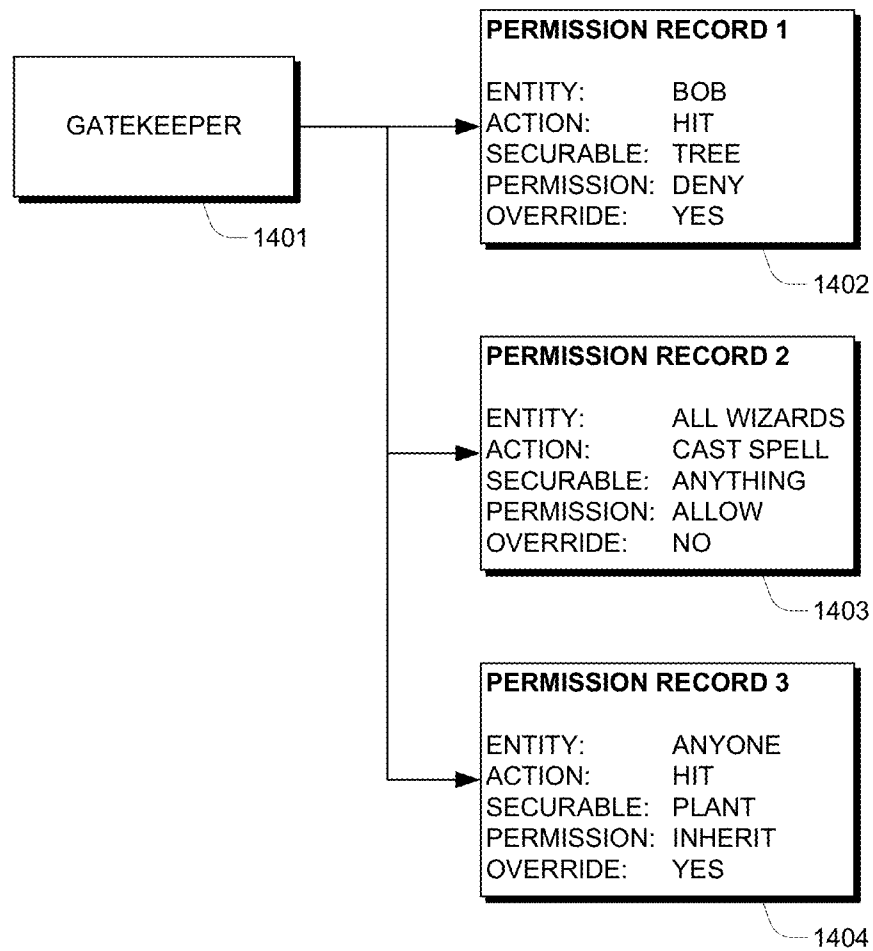 GATEKEEPER
1401
PERMISSION RECORD 1
ENTITY: BOB
ACTION: HIT
SECURABLE: TREE
PERMISSION: DENY
OVERRIDE: YES
1402
PERMISSION RECORD 2
ENTITY: ALL WIZARDS
ACTION: CAST SPELL
SECURABLE: ANYTHING
PERMISSION: ALLOW
OVERRIDE: NO
1403
PERMISSION RECORD 3
ENTITY: ANYONE
ACTION: HIT
SECURABLE: PLANT
PERMISSION: INHERIT
OVERRIDE: YES
1404